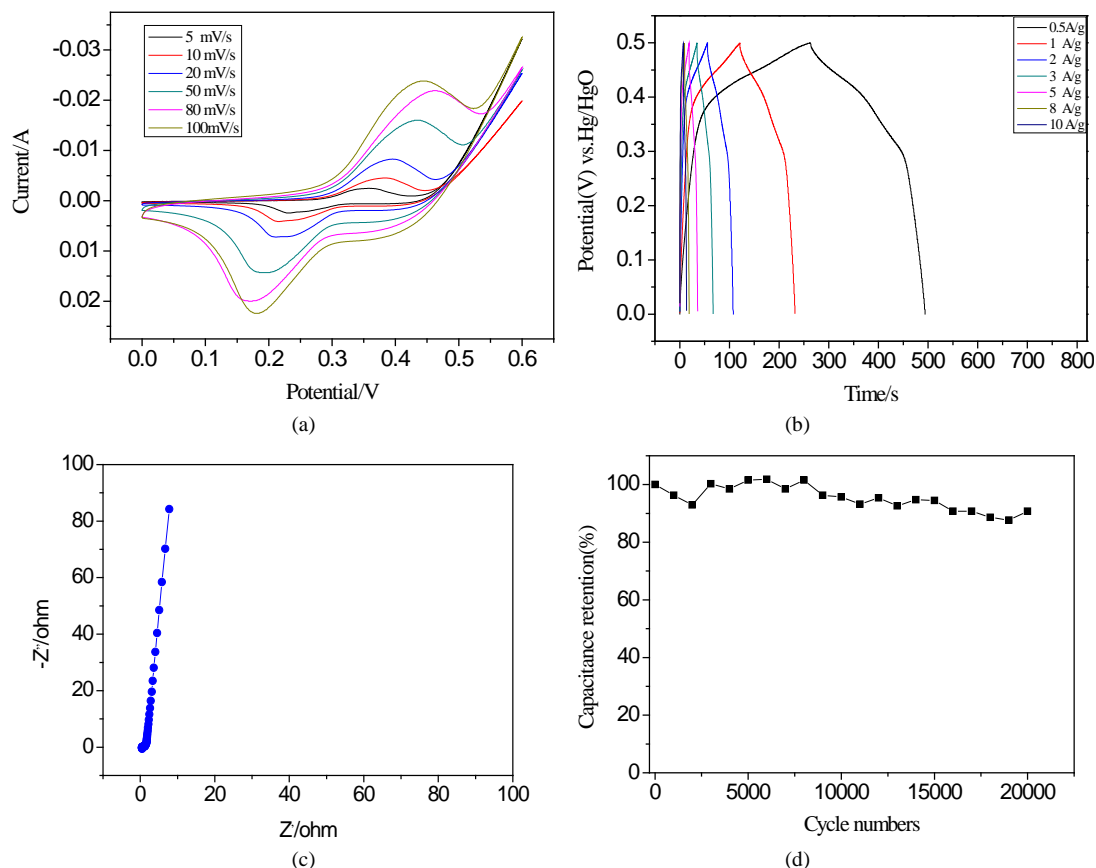 -0.03
-0.02
-0.01
0.00
0.01
0.02
Current/A
5 mV/s
10 mV/s
20 mV/s
50 mV/s
80 mV/s
100mV/s
0.0 0.1 0.2 0.3 0.4 0.5 0.6
Potential/V
(a)
0.5
0.4
0.3
0.2
0.1
0.0
Potential(V) vs.Hg/HgO
0.5A/g
1 A/g
2 A/g
3 A/g
5 A/g
8 A/g
10 A/g
0 100 200 300 400 500 600 700 800
Time/s
(b)
100
80
60
40
20
0
-Z''/ohm
0 20 40 60 80 100
Z'/ohm
(c)
100
80
60
40
20
0
Capacitance retention(%)
0 5000 10000 15000 20000
Cycle numbers
(d)